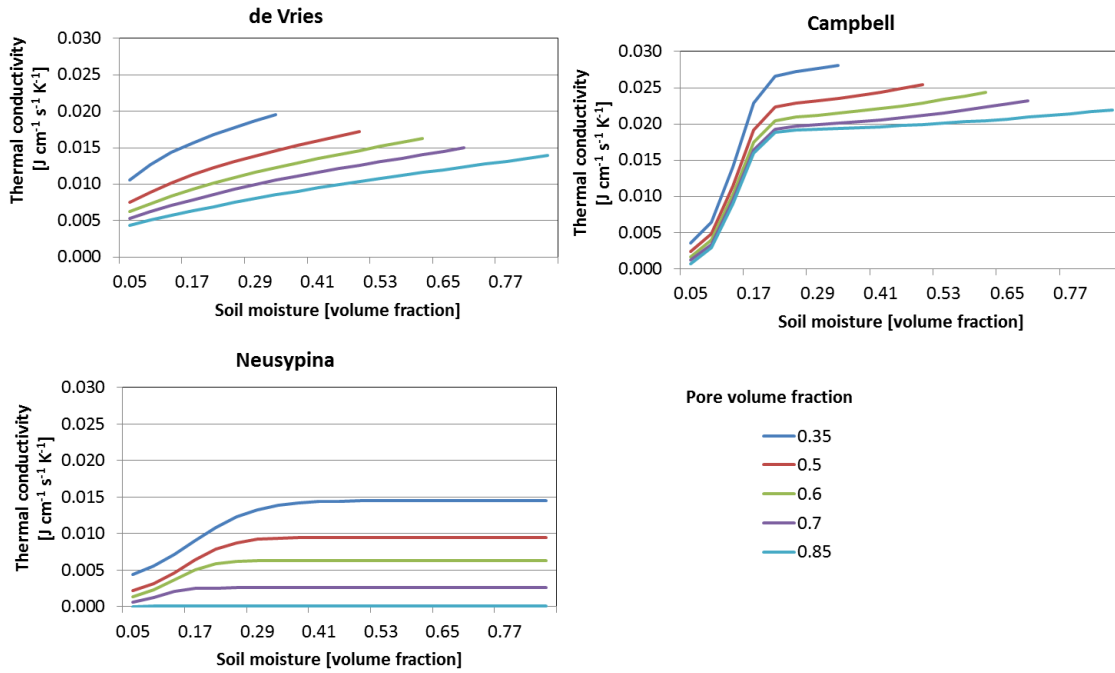 de Vries
0.030
0.025
0.020
0.015
0.010
0.005
0.000
Thermal conductivity
[J cm⁻¹ s⁻¹ K⁻¹]
0.05 0.17 0.29 0.41 0.53 0.65 0.77
Soil moisture [volume fraction]
Campbell
0.030
0.025
0.020
0.015
0.010
0.005
0.000
Thermal conductivity
[J cm⁻¹ s⁻¹ K⁻¹]
0.05 0.17 0.29 0.41 0.53 0.65 0.77
Soil moisture [volume fraction]
Neusypina
0.030
0.025
0.020
0.015
0.010
0.005
0.000
Thermal conductivity
[J cm⁻¹ s⁻¹ K⁻¹]
0.05 0.17 0.29 0.41 0.53 0.65 0.77
Soil moisture [volume fraction]
Pore volume fraction
0.35
0.5
0.6
0.7
0.85